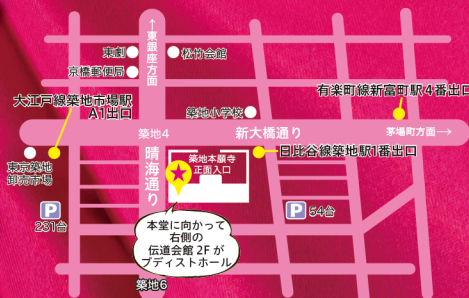 ↑東銀座方面
東劇
松竹会館
京橋郵便局
大江戸線築地市場駅
A1出口
有楽町線新富町駅4番出口
築地小学校
築地4
新大橋通り
茅場町方面→
東京築地
卸売市場
晴海通り
築地本願寺
正面入口
日比谷線築地駅1番出口
P
231台
P
54台
本堂に向かって
右側の
伝道会館2Fが
ブディストホール
築地6